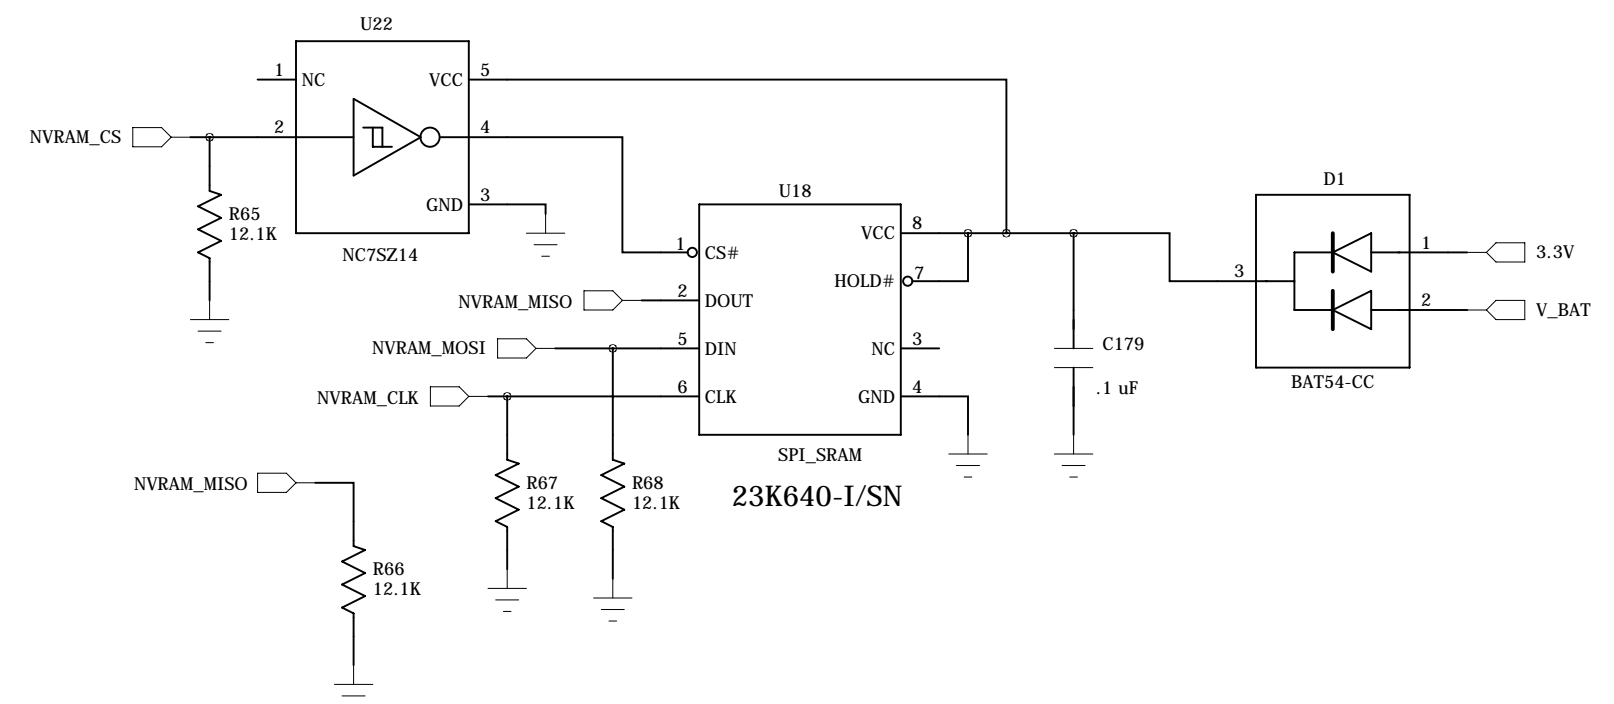 U22
1
NC
VCC
5
NVRAM_CS
2
4
GND
3
R65
12.1K
NC7SZ14
U18
1
CS#
VCC
8
HOLD#
7
NVRAM_MISO
2
DOUT
NVRAM_MOSI
5
DIN
NC
3
NVRAM_CLK
6
CLK
GND
4
SPI_SRAM
23K640-I/SN
C179
.1 uF
D1
3
1
3.3V
2
V_BAT
BAT54-CC
R67
12.1K
R68
12.1K
NVRAM_MISO
R66
12.1K